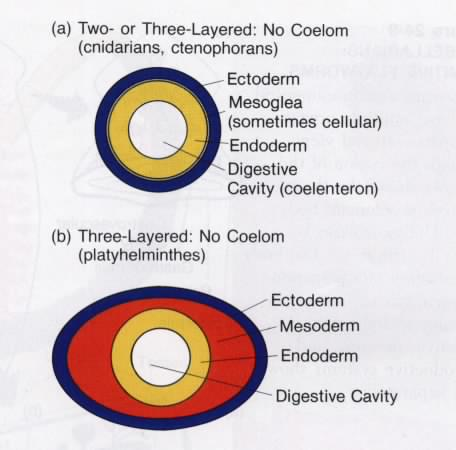 (a) Two- or Three-Layered: No Coelom
(cnidarians, ctenophorans)
Ectoderm
Mesoglea
(sometimes cellular)
Endoderm
Digestive
Cavity (coelenteron)
(b) Three-Layered: No Coelom
(platyhelminthes)
Ectoderm
Mesoderm
Endoderm
Digestive Cavity